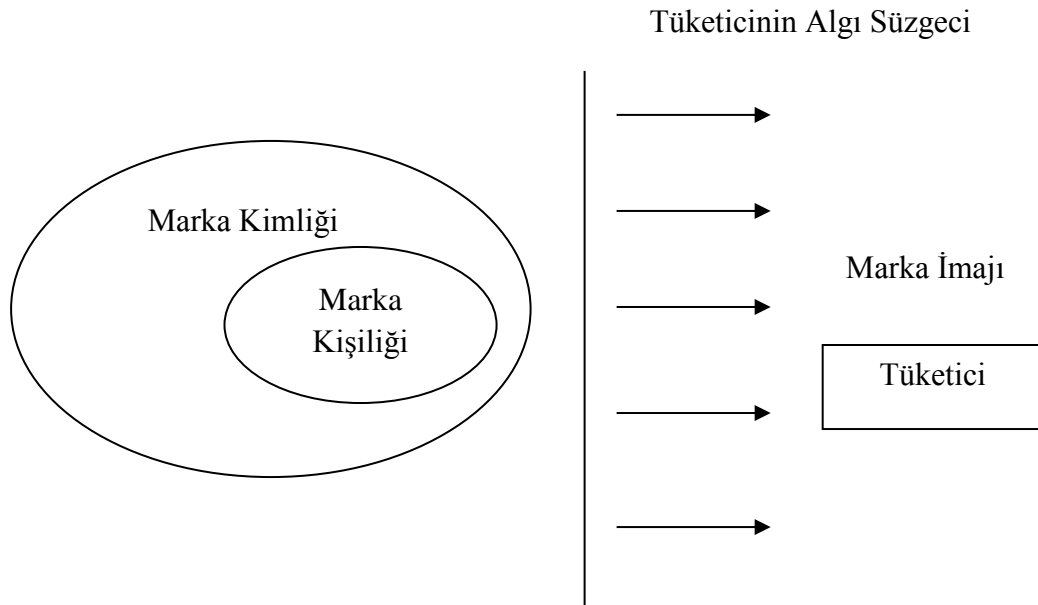 Tüketicinin Algı Süzgeci
Marka Kimliği
Marka
Kişiliği
Marka İmajı
Tüketici